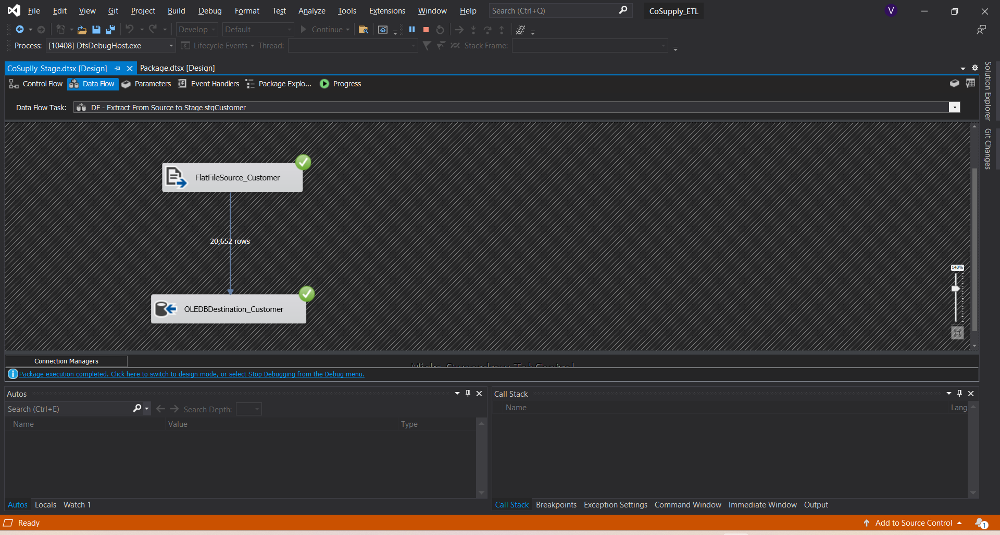 File Edit View Git Project Build Debug Format Test Analyze Tools Extensions Window Help Search (Ctrl+Q) CoSupply_ETL V
Develop Default Continue
Process: [10408] DtsDebugHost.exe Lifecycle Events Thread: Stack Frame:
CoSuplly_Stage.dtsx [Design] Package.dtsx [Design]
Control Flow Data Flow Parameters Event Handlers Package Explo... Progress
Data Flow Task: DF - Extract From Source to Stage stgCustomer
Solution Explorer
Git Changes
FlatFileSource_Customer
20,652 rows
140%
OLEDBDestination_Customer
Connection Managers
Package execution completed. Click here to switch to design mode, or select Stop Debugging from the Debug menu.
Autos
Search (Ctrl+E) Search Depth:
Name Value Type
Autos Locals Watch 1
Call Stack
Name Lang
Call Stack Breakpoints Exception Settings Command Window Immediate Window Output
Ready Add to Source Control 1